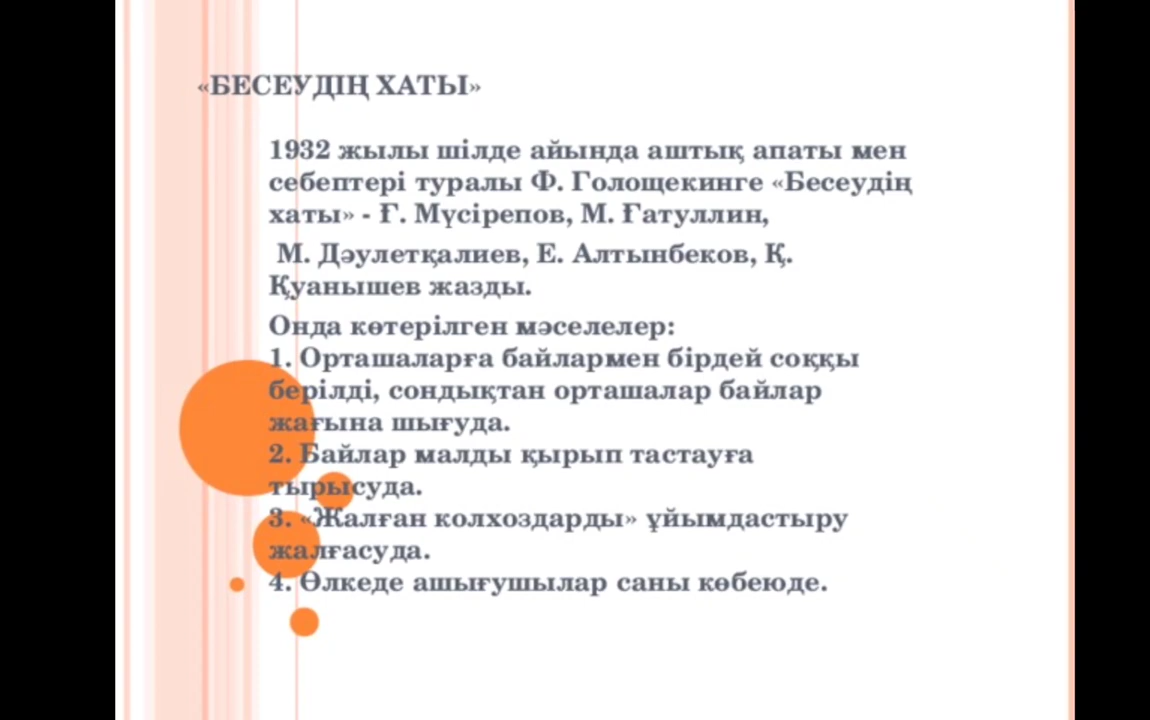 «БЕСЕУДІҢ ХАТЫ»
1932 жылы шілде айында аштық апаты мен
себептері туралы Ф. Голощекинге «Бесеудің
хаты» - Ғ. Мүсірепов, М. Ғатуллин,
М. Дәулетқалиев, Е. Алтынбеков, Қ.
Қуанышев жазды.
Онда көтерілген мәселелер:
1. Орташаларға байлармен бірдей соққы
берілді, сондықтан орташалар байлар
жағына шығуда.
2. Байлар малды қырып тастауға
тырысуда.
3. «Жалған колхоздарды» ұйымдастыру
жалғасуда.
4. Өлкеде ашығушылар саны көбеюде.